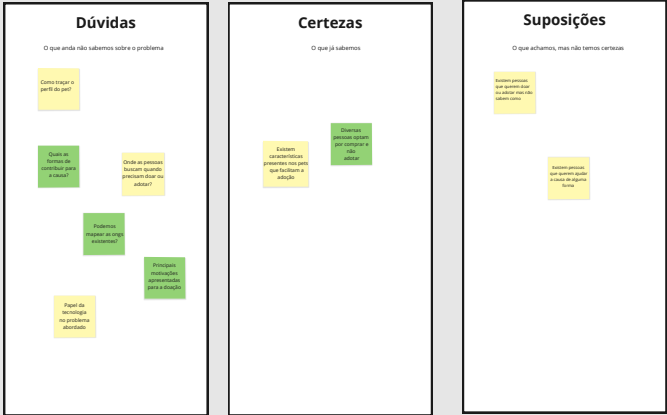 Dúvidas
O que anda não sabemos sobre o problema
Como traçar o
perfil do pet?
Quais as
formas de
contribuir para
a causa?
Onde as pessoas
buscam quando
precisam doar ou
adotar?
Podemos
mapear as ongs
existentes?
Principais
motivações
apresentadas
para a doação
Papel da
tecnologia
no problema
abordado
Certezas
O que já sabemos
Existem
características
presentes nos pets
que facilitam a
adoção
Diversas
pessoas optam
por comprar e
não
adotar
Suposições
O que achamos, mas não temos certezas
Existem pessoas
que querem doar
ou adotar mas não
sabem como
Existem pessoas
que querem ajudar
a causa de alguma
forma